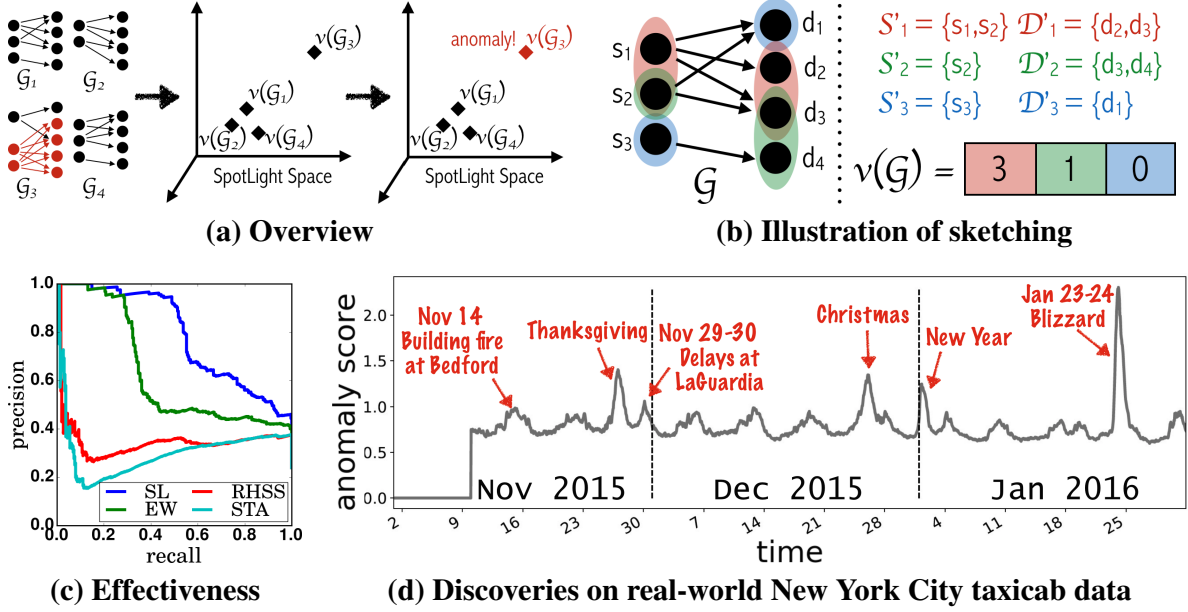 anomaly!
v(G₃)
v(G₃)
v(G₁)
v(G₁)
v(G₂)
v(G₄)
v(G₂)
v(G₄)
G₁
G₂
G₃
G₄
SpotLight Space
SpotLight Space
(a) Overview
s₁
s₂
s₃
d₁
d₂
d₃
d₄
G
S'₁ = {s₁,s₂} D'₁ = {d₂,d₃}
S'₂ = {s₂} D'₂ = {d₃,d₄}
S'₃ = {s₃} D'₃ = {d₁}
v(G) = 3 1 0
(b) Illustration of sketching
precision
1.0
0.8
0.6
0.4
0.2
0.0
0.0 0.2 0.4 0.6 0.8 1.0
recall
SL RHSS
EW STA
(c) Effectiveness
anomaly score
2.0
1.5
1.0
0.5
0.0
Nov 14
Building fire
at Bedford
Thanksgiving
Nov 29-30
Delays at
LaGuardia
Christmas
New Year
Jan 23-24
Blizzard
Nov 2015 Dec 2015 Jan 2016
2 9 16 23 30 7 14 21 28 4 11 18 25
time
(d) Discoveries on real-world New York City taxicab data